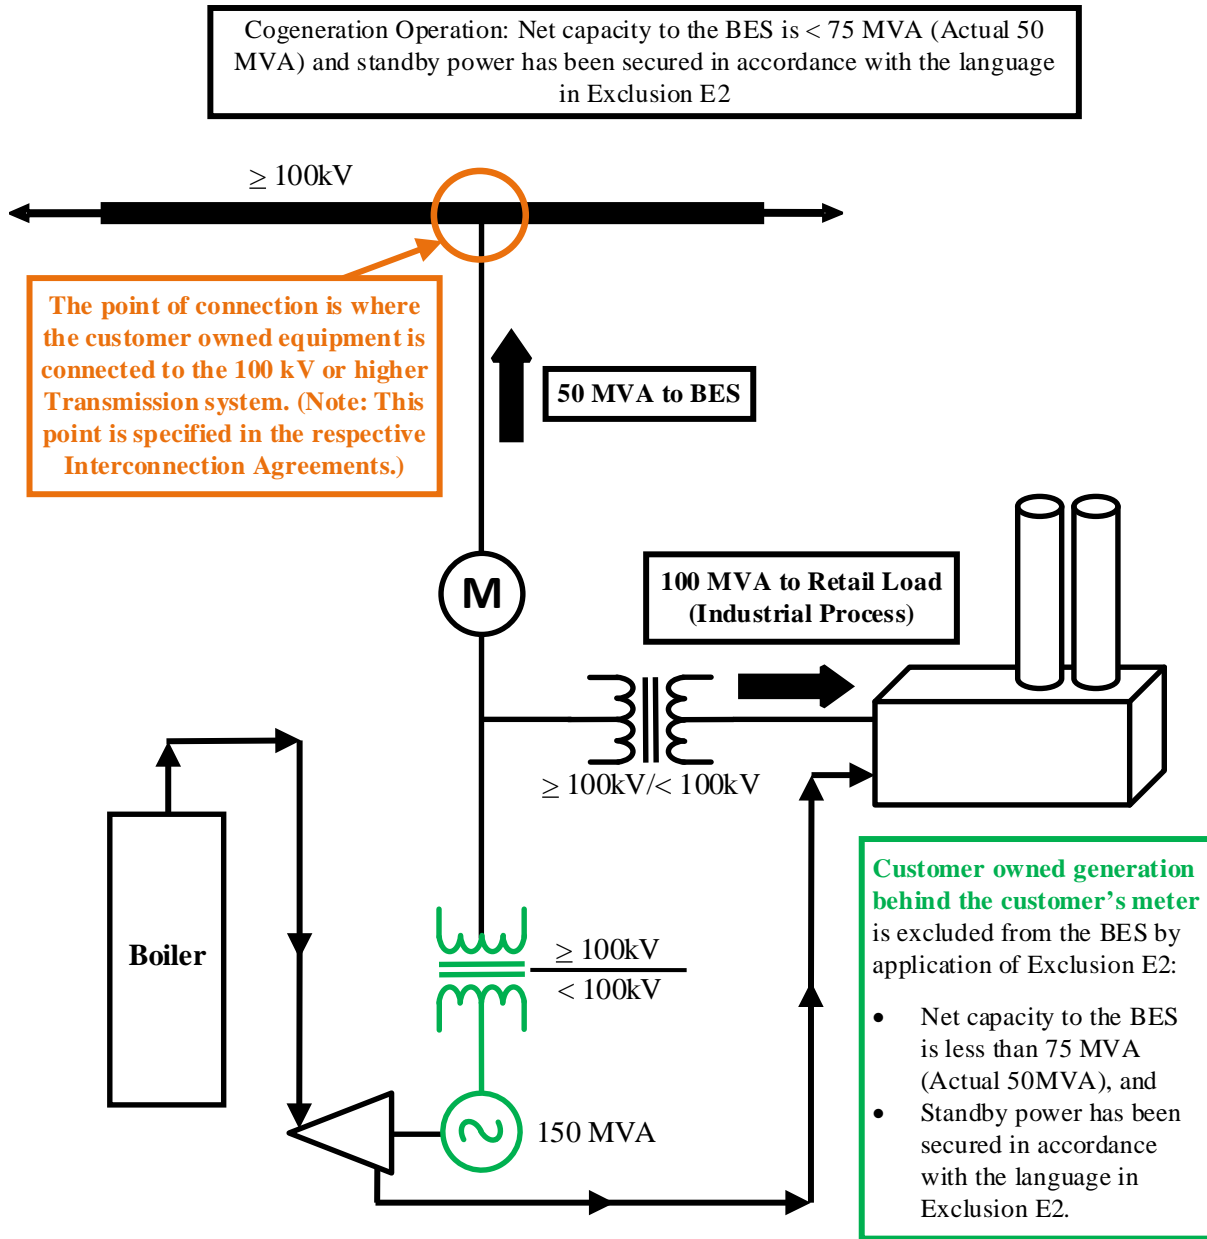 Cogeneration Operation: Net capacity to the BES is < 75 MVA (Actual 50
MVA) and standby power has been secured in accordance with the language
in Exclusion E2
≥ 100kV
The point of connection is where
the customer owned equipment is
connected to the 100 kV or higher
Transmission system. (Note: This
point is specified in the respective
Interconnection Agreements.)
50 MVA to BES
M
100 MVA to Retail Load
(Industrial Process)
≥ 100kV/< 100kV
Boiler
≥ 100kV
< 100kV
150 MVA
Customer owned generation
behind the customer’s meter
is excluded from the BES by
application of Exclusion E2:
• Net capacity to the BES
is less than 75 MVA
(Actual 50MVA), and
• Standby power has been
secured in accordance
with the language in
Exclusion E2.